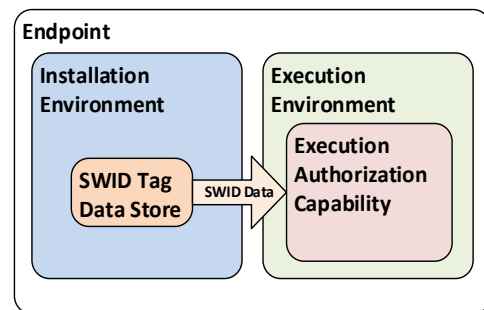 Endpoint
Installation
Environment
SWID Tag
Data Store
SWID Data
Execution
Environment
Execution
Authorization
Capability